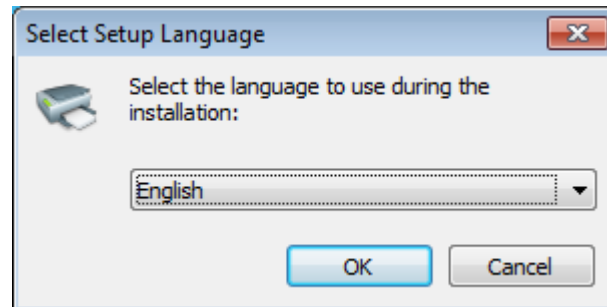 Select Setup Language
Select the language to use during the
installation:
English
OK
Cancel